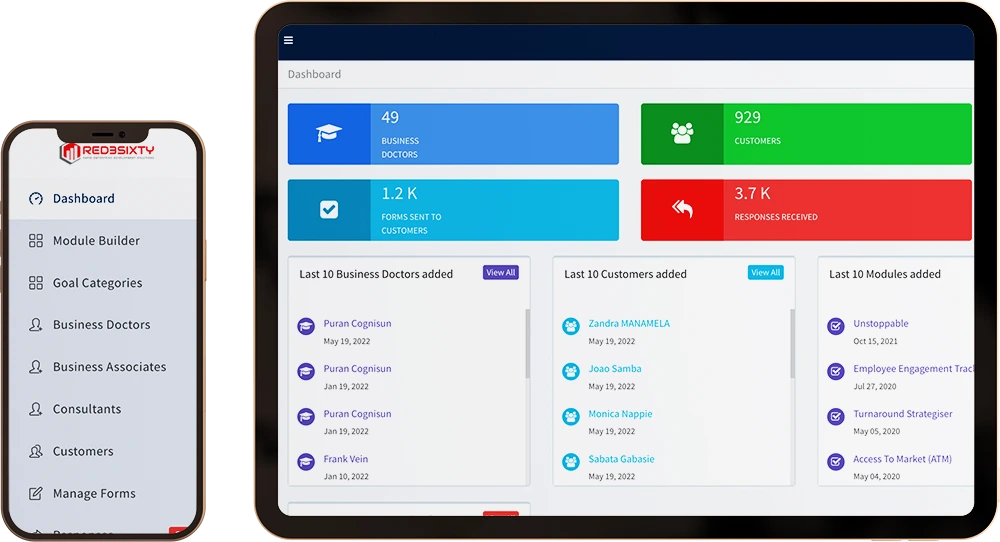 RED3SIXTY
Dashboard
Module Builder
Goal Categories
Business Doctors
Business Associates
Consultants
Customers
Manage Forms
Responses
Dashboard
49
BUSINESS
DOCTORS
929
CUSTOMERS
1.2 K
FORMS SENT TO
CUSTOMERS
3.7 K
RESPONSES RECEIVED
Last 10 Business Doctors added
View All
Puran Cognisun
May 19, 2022
Puran Cognisun
Jan 19, 2022
Puran Cognisun
Jan 19, 2022
Frank Vein
Jan 10, 2022
Last 10 Customers added
View All
Zandra MANAMELA
May 19, 2022
Joao Samba
May 19, 2022
Monica Nappie
May 19, 2022
Sabata Gabasie
May 19, 2022
Last 10 Modules added
Unstoppable
Oct 15, 2021
Employee Engagement Trac
Jul 27, 2020
Turnaround Strategiser
May 05, 2020
Access To Market (ATM)
May 04, 2020